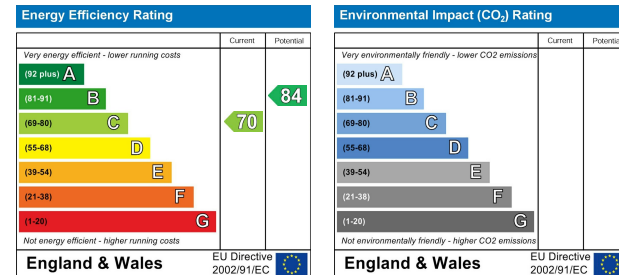 Energy Efficiency Rating
Current Potential
Very energy efficient - lower running costs
(92 plus) A
(81-91) B
84
(69-80) C
70
(55-68) D
(39-54) E
(21-38) F
(1-20) G
Not energy efficient - higher running costs
England & Wales
EU Directive
2002/91/EC
Environmental Impact (CO₂) Rating
Current Potentia
Very environmentally friendly - lower CO2 emissions
(92 plus) A
(81-91) B
(69-80) C
(55-68) D
(39-54) E
(21-38) F
(1-20) G
Not environmentally friendly - higher CO2 emissions
England & Wales
EU Directive
2002/91/EC